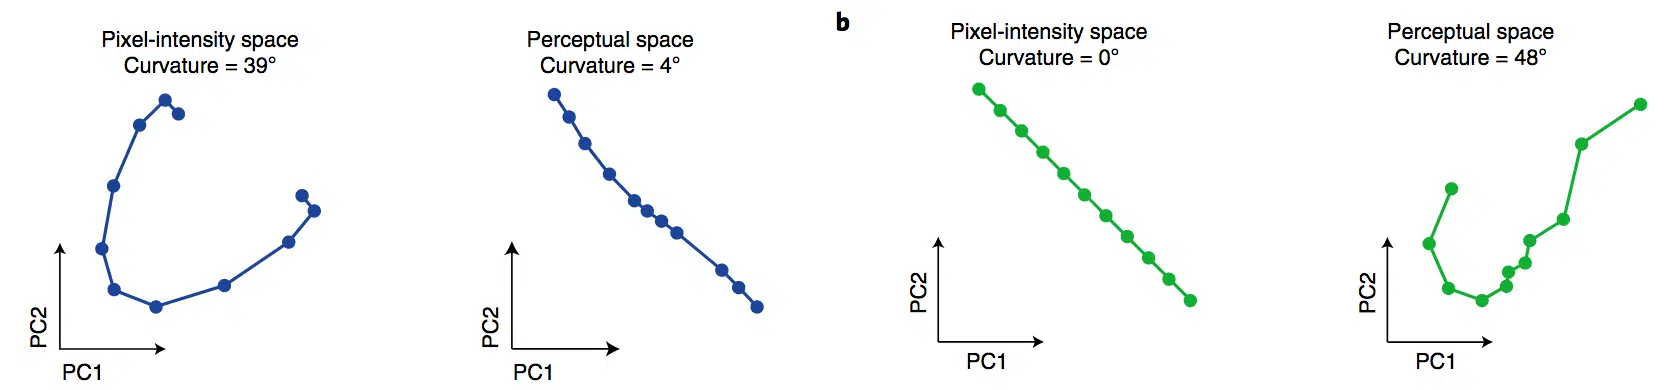 Pixel-intensity space
Curvature = 39°
PC2
PC1
Perceptual space
Curvature = 4°
PC2
PC1
b
Pixel-intensity space
Curvature = 0°
PC2
PC1
Perceptual space
Curvature = 48°
PC2
PC1